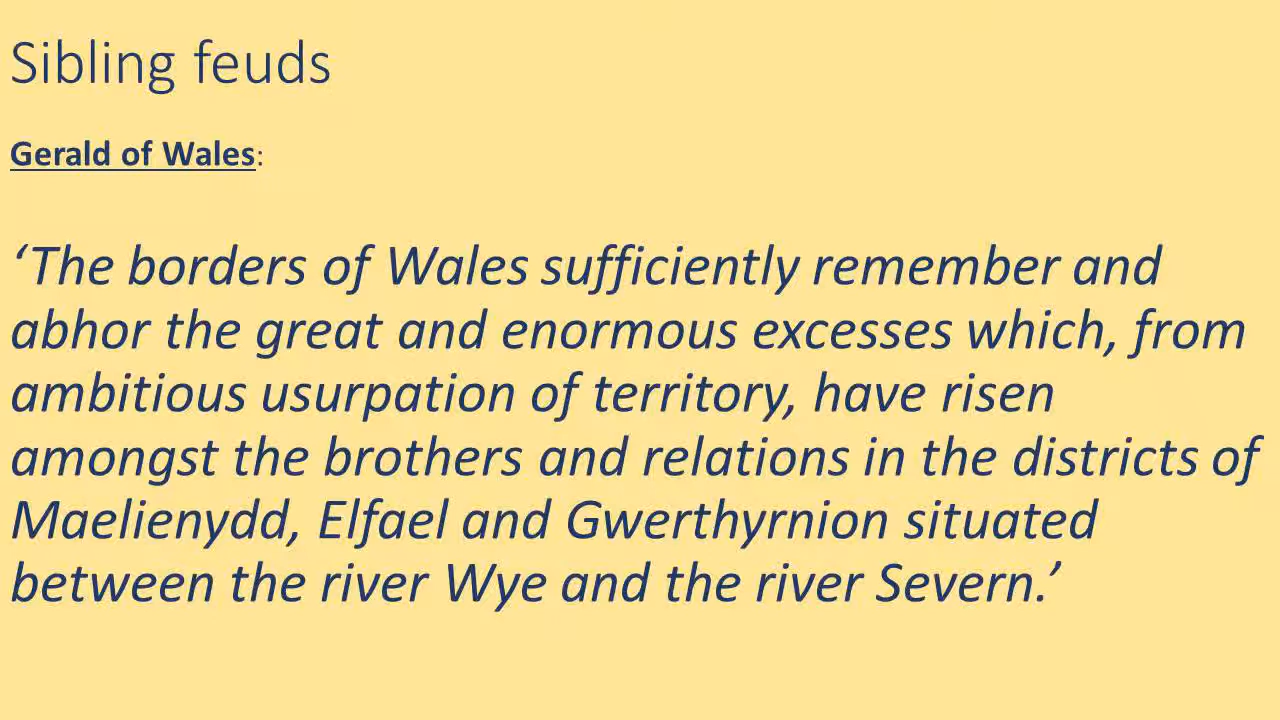 Sibling feuds
Gerald of Wales:
‘The borders of Wales sufficiently remember and
abhor the great and enormous excesses which, from
ambitious usurpation of territory, have risen
amongst the brothers and relations in the districts of
Maelienydd, Elfael and Gwerthyrnion situated
between the river Wye and the river Severn.’